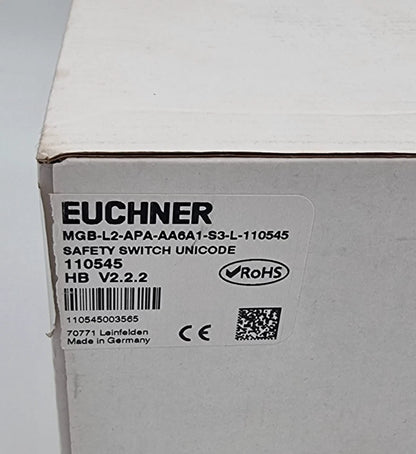 EUCHNER
MGB-L2-APA-AA6A1-S3-L-110545
SAFETY SWITCH UNICODE
110545
HB V2.2.2
RoHS
110545003565
70771 Leinfelden
Made in Germany
CE